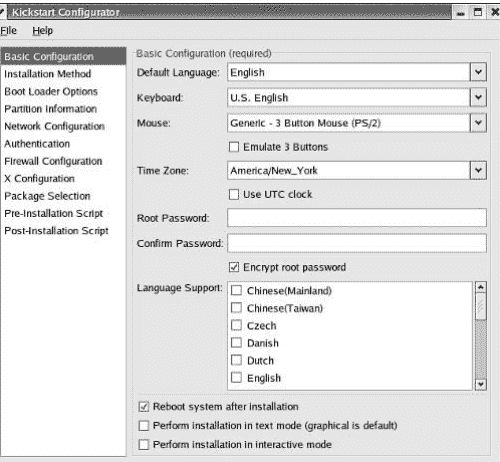 Kickstart Configurator
File Help
Basic Configuration
Installation Method
Boot Loader Options
Partition Information
Network Configuration
Authentication
Firewall Configuration
X Configuration
Package Selection
Pre-Installation Script
Post-Installation Script
Basic Configuration (required)
Default Language: English
Keyboard: U.S. English
Mouse: Generic - 3 Button Mouse (PS/2)
Emulate 3 Buttons
Time Zone: America/New_York
Use UTC clock
Root Password:
Confirm Password:
Encrypt root password
Language Support:
Chinese(Mainland)
Chinese(Taiwan)
Czech
Danish
Dutch
English
Reboot system after installation
Perform installation in text mode (graphical is default)
Perform installation in interactive mode